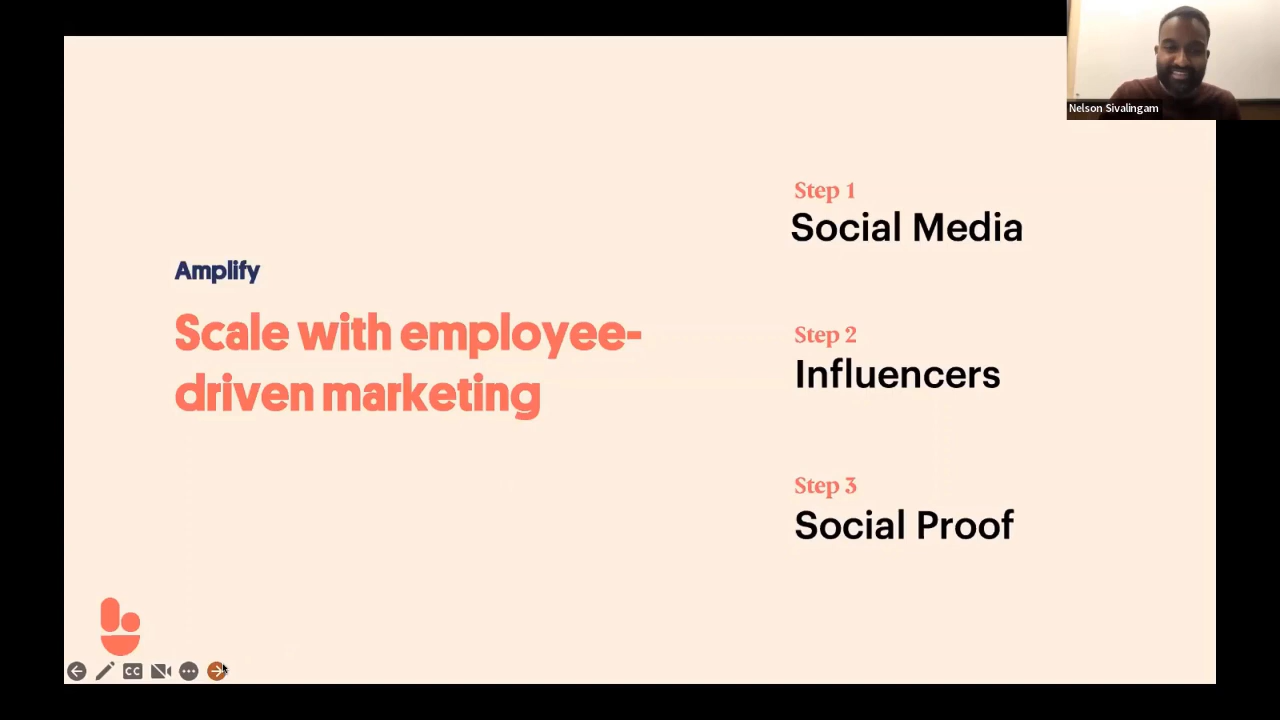 Nelson Sivalingam
Amplify
Scale with employee-
driven marketing
Step 1
Social Media
Step 2
Influencers
Step 3
Social Proof
CC